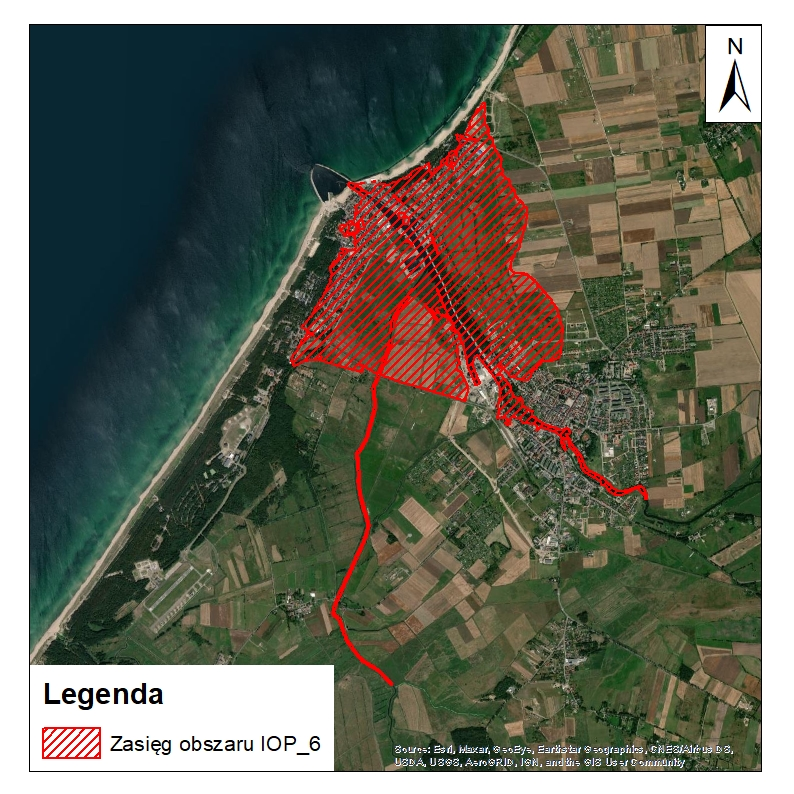 N
Legenda
Zasięg obszaru IOP_6
Source: Esri, Maxar, GeoEye, Earthstar Geographics, CNES/Airbus DS,
USDA, USGS, AeroGRID, IGN, and the GIS User Community